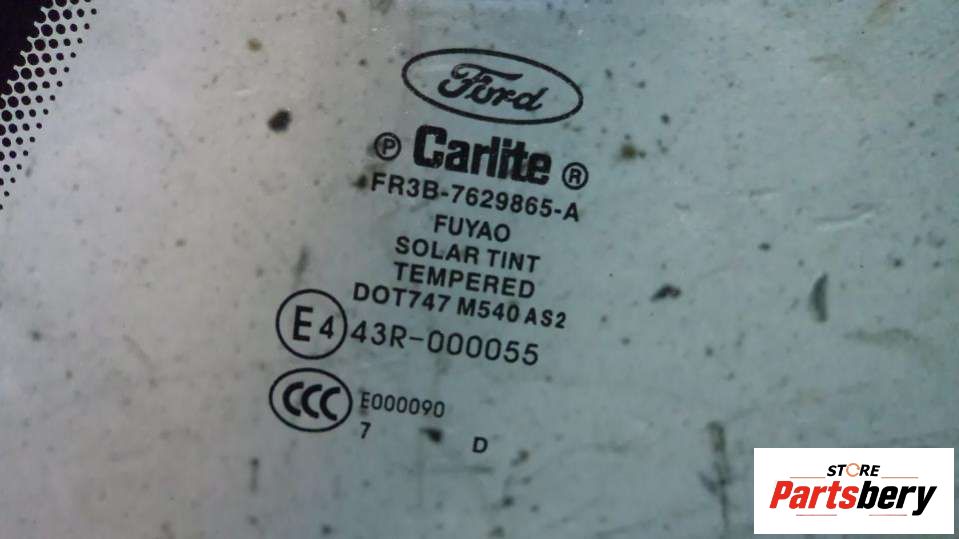 Ford
P Carlite ®
FR3B-7629865-A
FUYAO
SOLAR TINT
TEMPERED
DOT747 M540 AS2
E4 43R-000055
CCC E000090
7 D
STORE
Partsbery